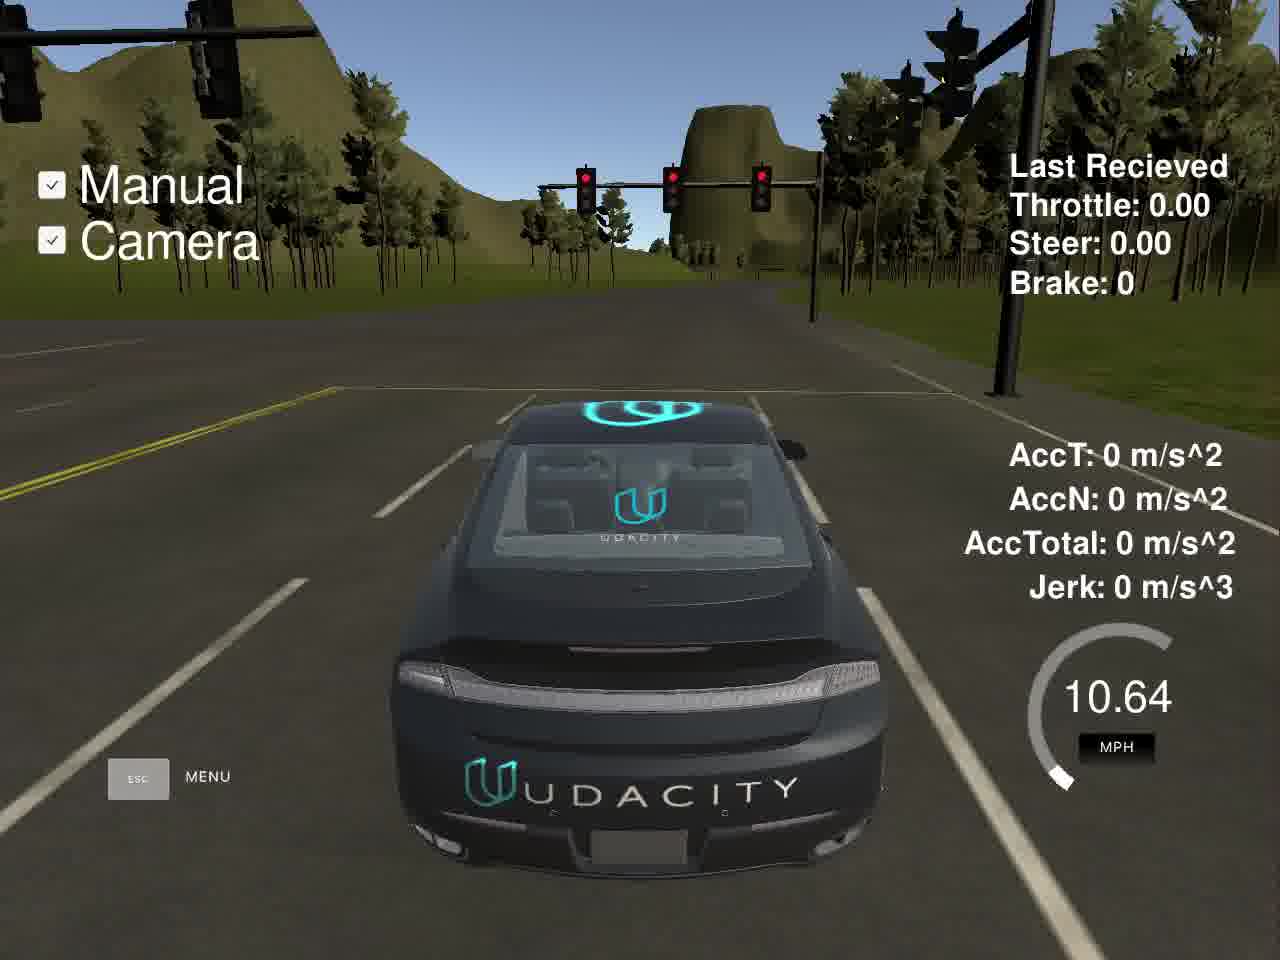 Manual
Camera
Last Recieved
Throttle: 0.00
Steer: 0.00
Brake: 0
AccT: 0 m/s^2
AccN: 0 m/s^2
AccTotal: 0 m/s^2
Jerk: 0 m/s^3
UDACITY
10.64
MPH
ESC
MENU
UDACITY